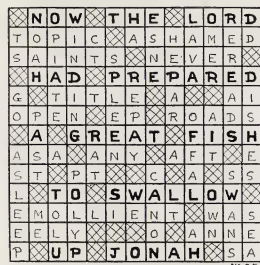 NOW THE LORD
TOPIC ASHAMED
SAINTS NEVER
HAD PREPARED
G TITLE A AI
OPEN EP ROADS
A GREAT FISH
ASA ANY AFT E
ST PT CA SS
L TO SWALLOW
EMOLLIENT WAS
EELY O ANNE
P UP JONAH SA